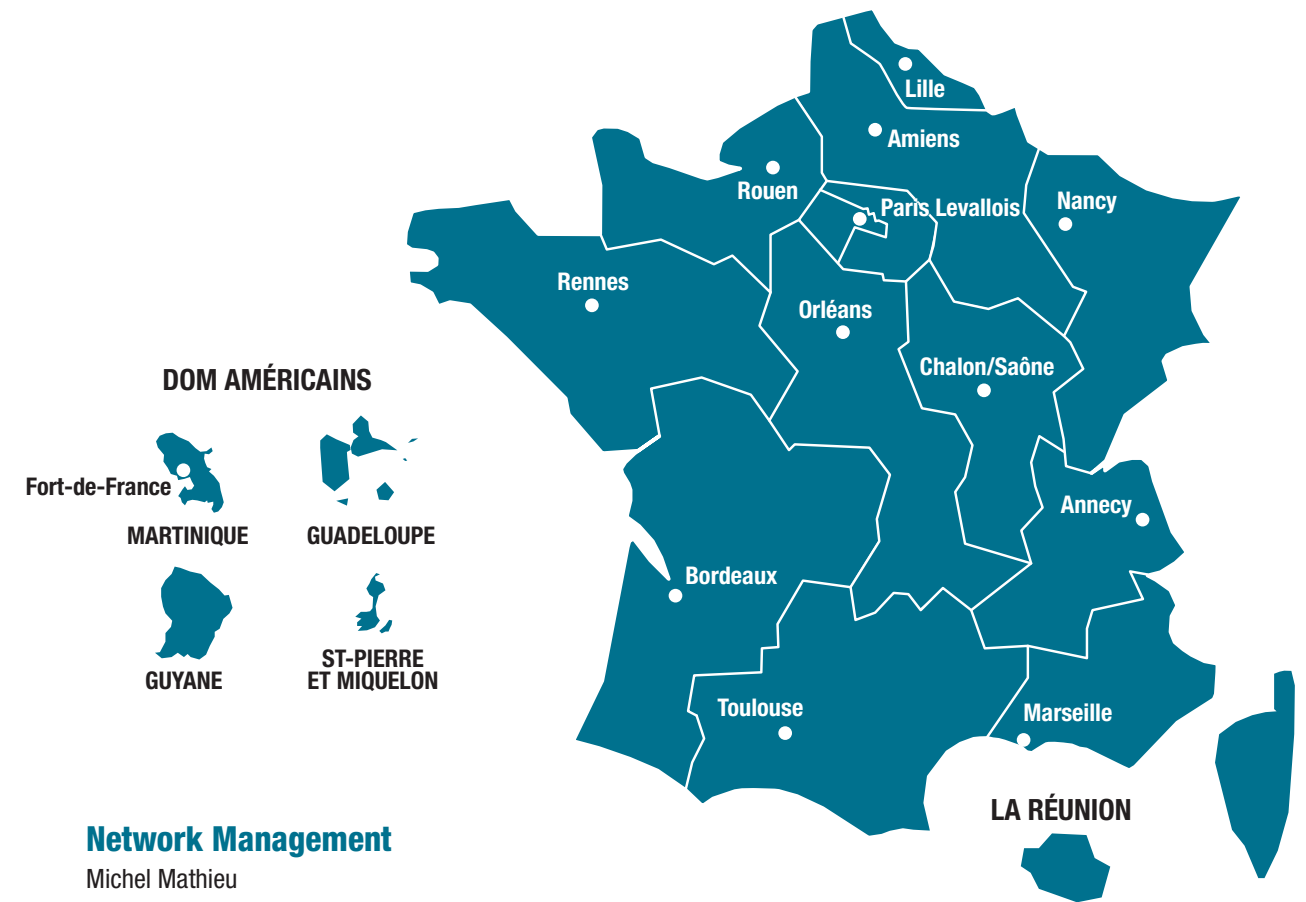 Lille
Amiens
Rouen
Paris Levallois
Nancy
Rennes
Orléans
Chalon/Saône
DOM AMÉRICAINS
Fort-de-France
MARTINIQUE
GUADELOUPE
Annecy
Bordeaux
GUYANE
ST-PIERRE
ET MIQUELON
Toulouse
Marseille
LA RÉUNION
Network Management
Michel Mathieu